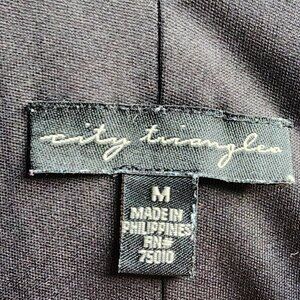 city triangles
M
MADE IN
PHILIPPINES
RN#
75010